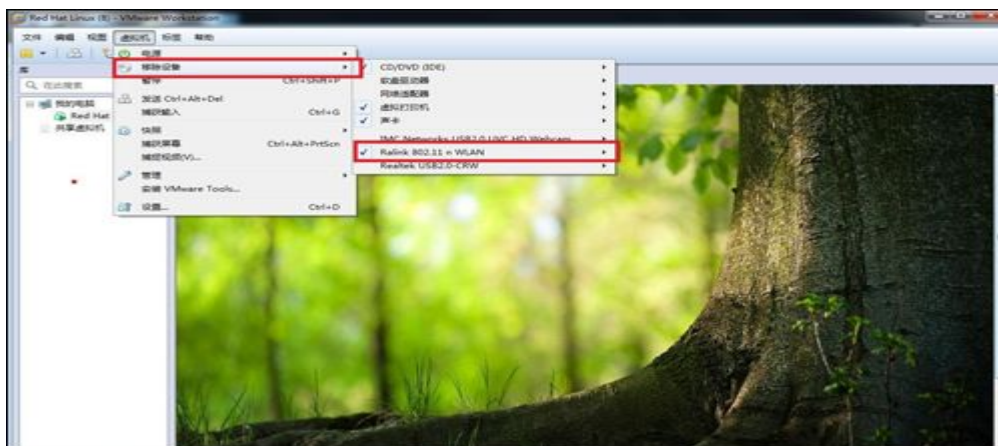 Red Hat Linux (8) - VMware Workstation
文件 编辑 视图 虚拟机 标签 帮助
库
在此搜索
我的电脑
Red Hat
共享虚拟机
电源
移除设备
暂停 Ctrl+Shift+P
发送 Ctrl+Alt+Del
捕获输入 Ctrl+G
快照
捕获屏幕 Ctrl+Alt+PrtScn
捕捉视频(V)...
管理
安装 VMware Tools...
设置... Ctrl+D
CD/DVD (IDE)
软盘驱动器
网络适配器
虚拟打印机
声卡
IMC Networks USB2.0 UVC HD Webcam
Ralink 802.11 n WLAN
Realtek USB2.0-CRW